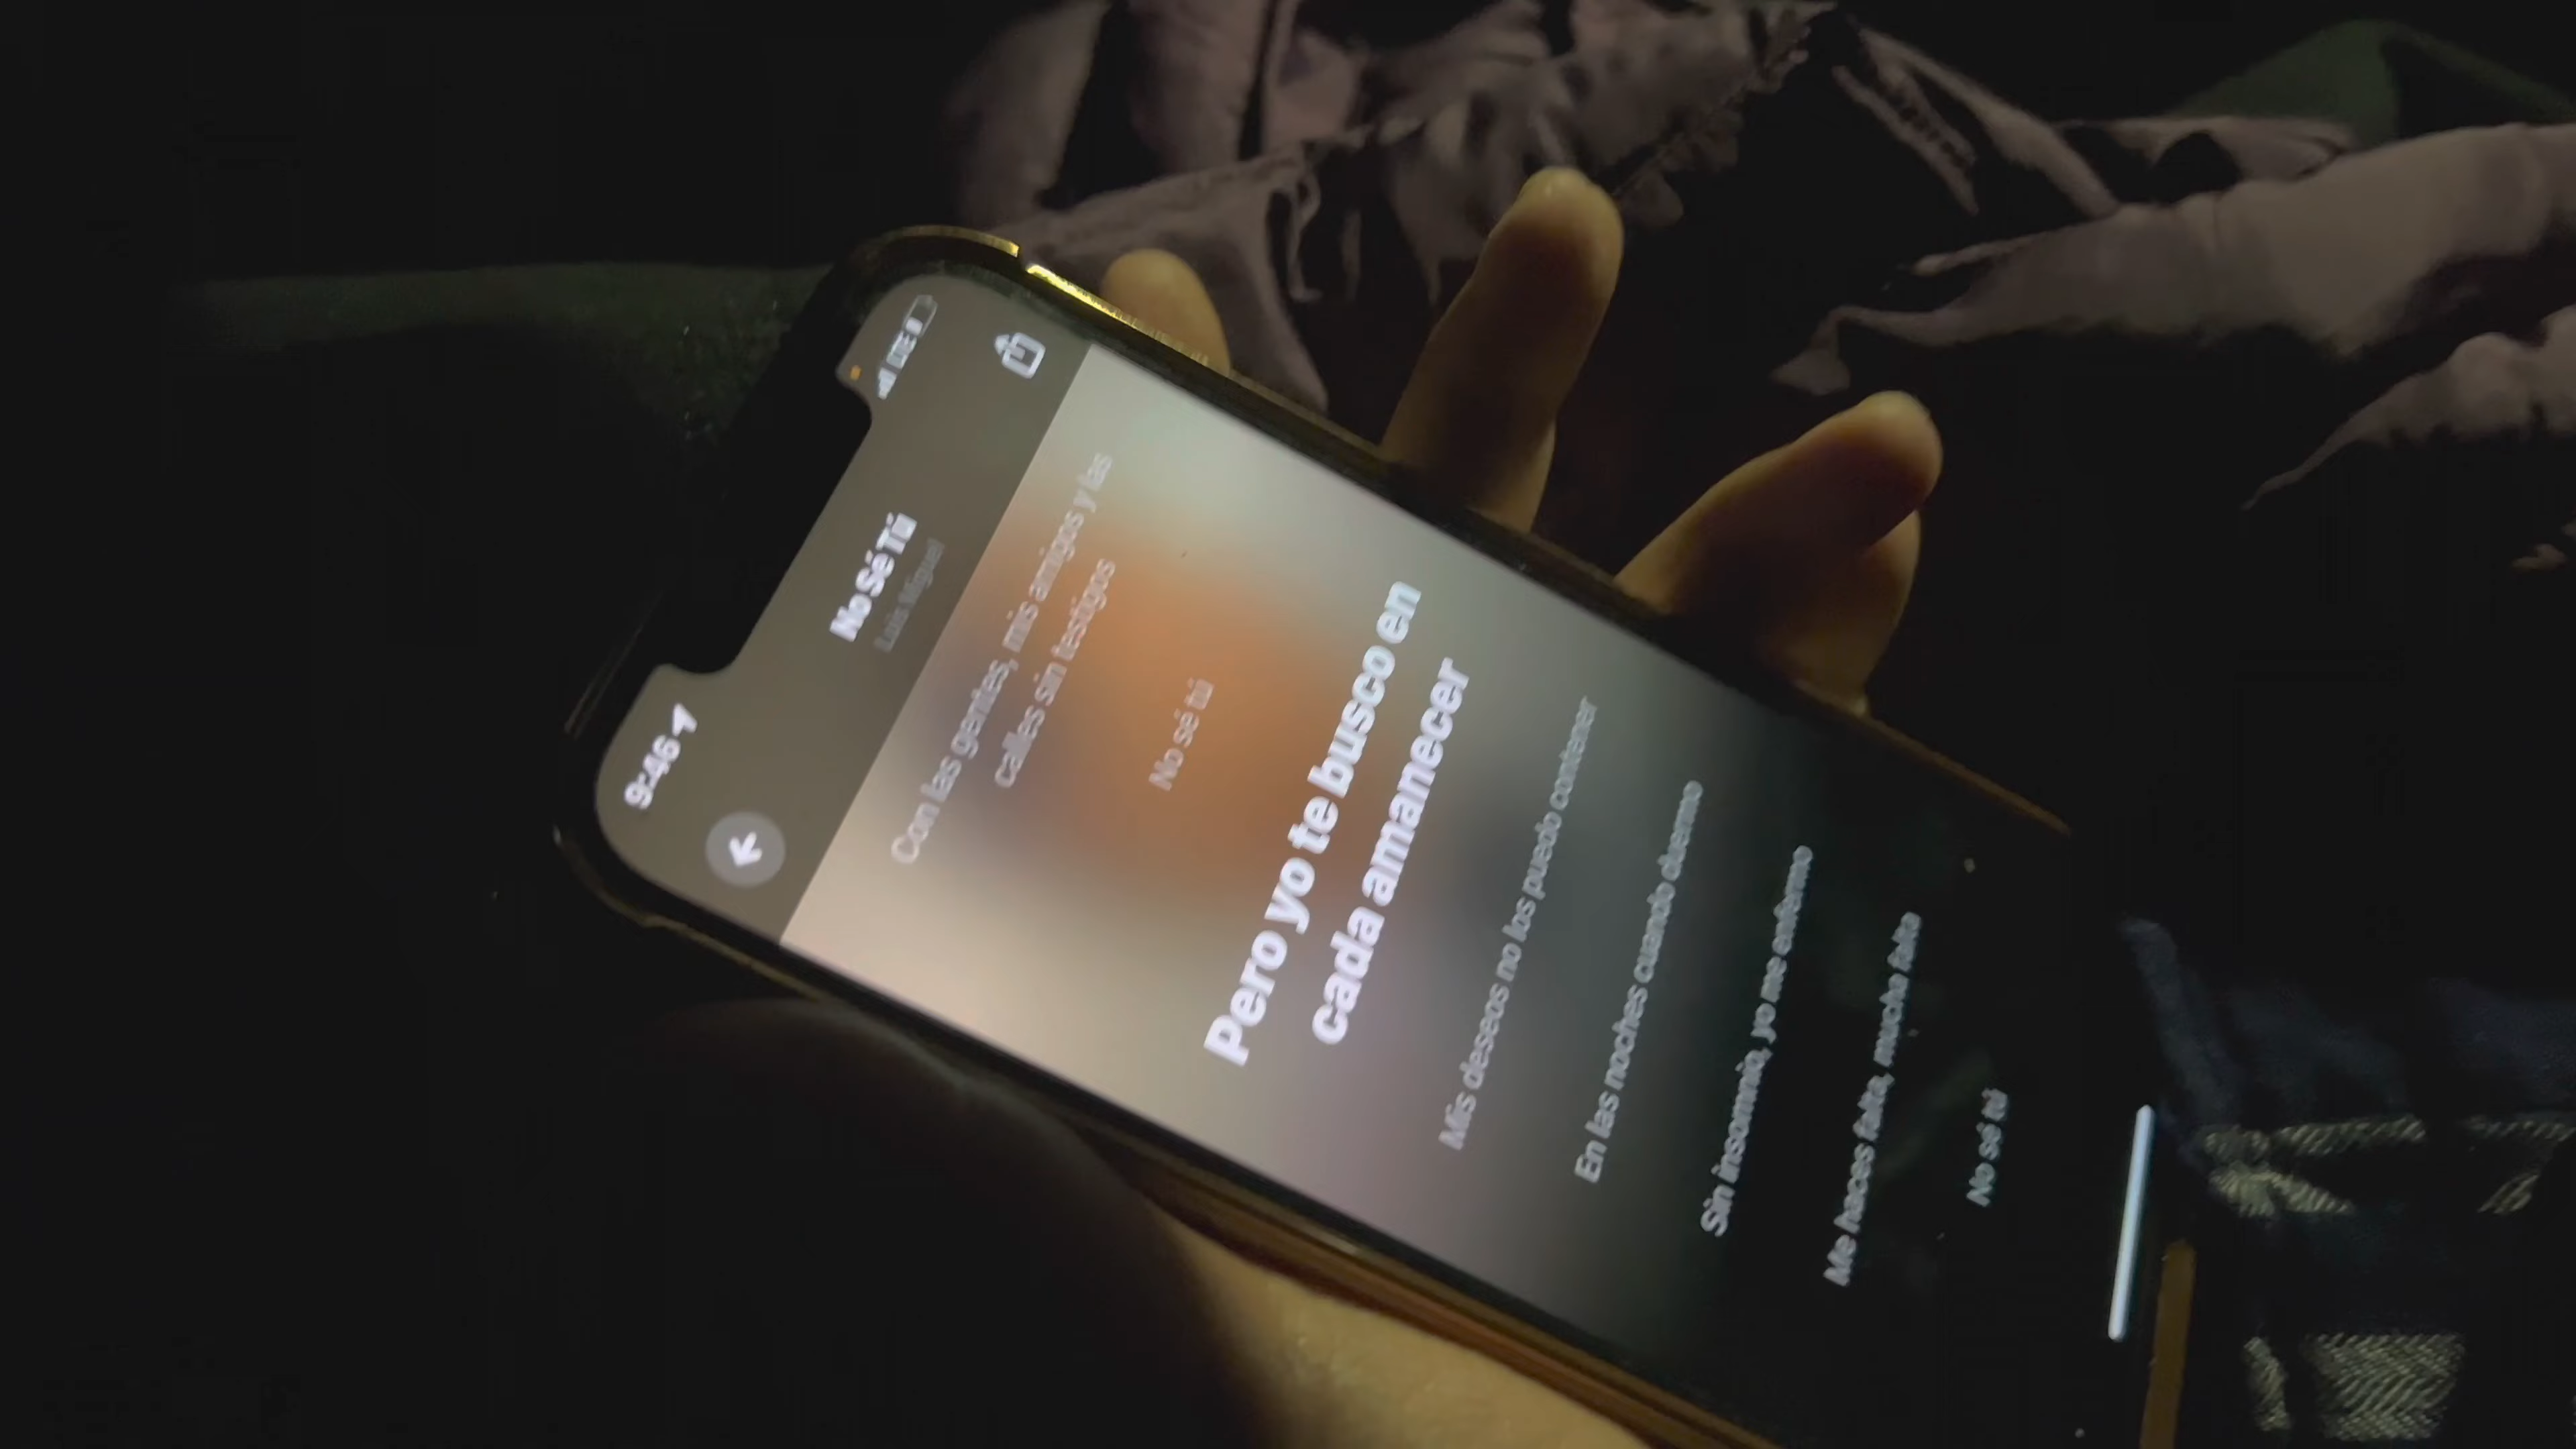 9:46
LTE
No Sé Tú
Luis Miguel
Con las gentes, mis amigos y las
calles sin testigos
No sé tú
Pero yo te busco en
cada amanecer
Mis deseos no los puedo contener
En las noches cuando duermo
Sin insomnio, yo me enfermo
Me haces falta, mucha falta
No sé tú